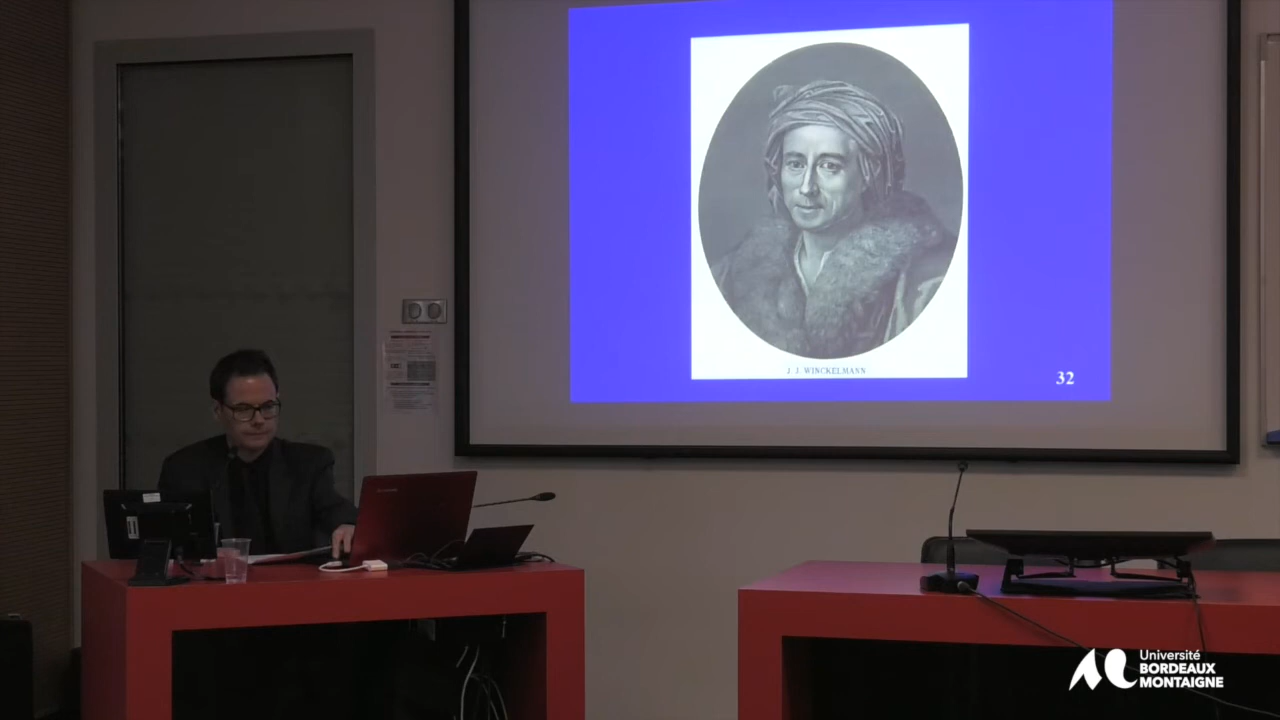 J. J. WINCKELMANN
32
Université
BORDEAUX
MONTAIGNE